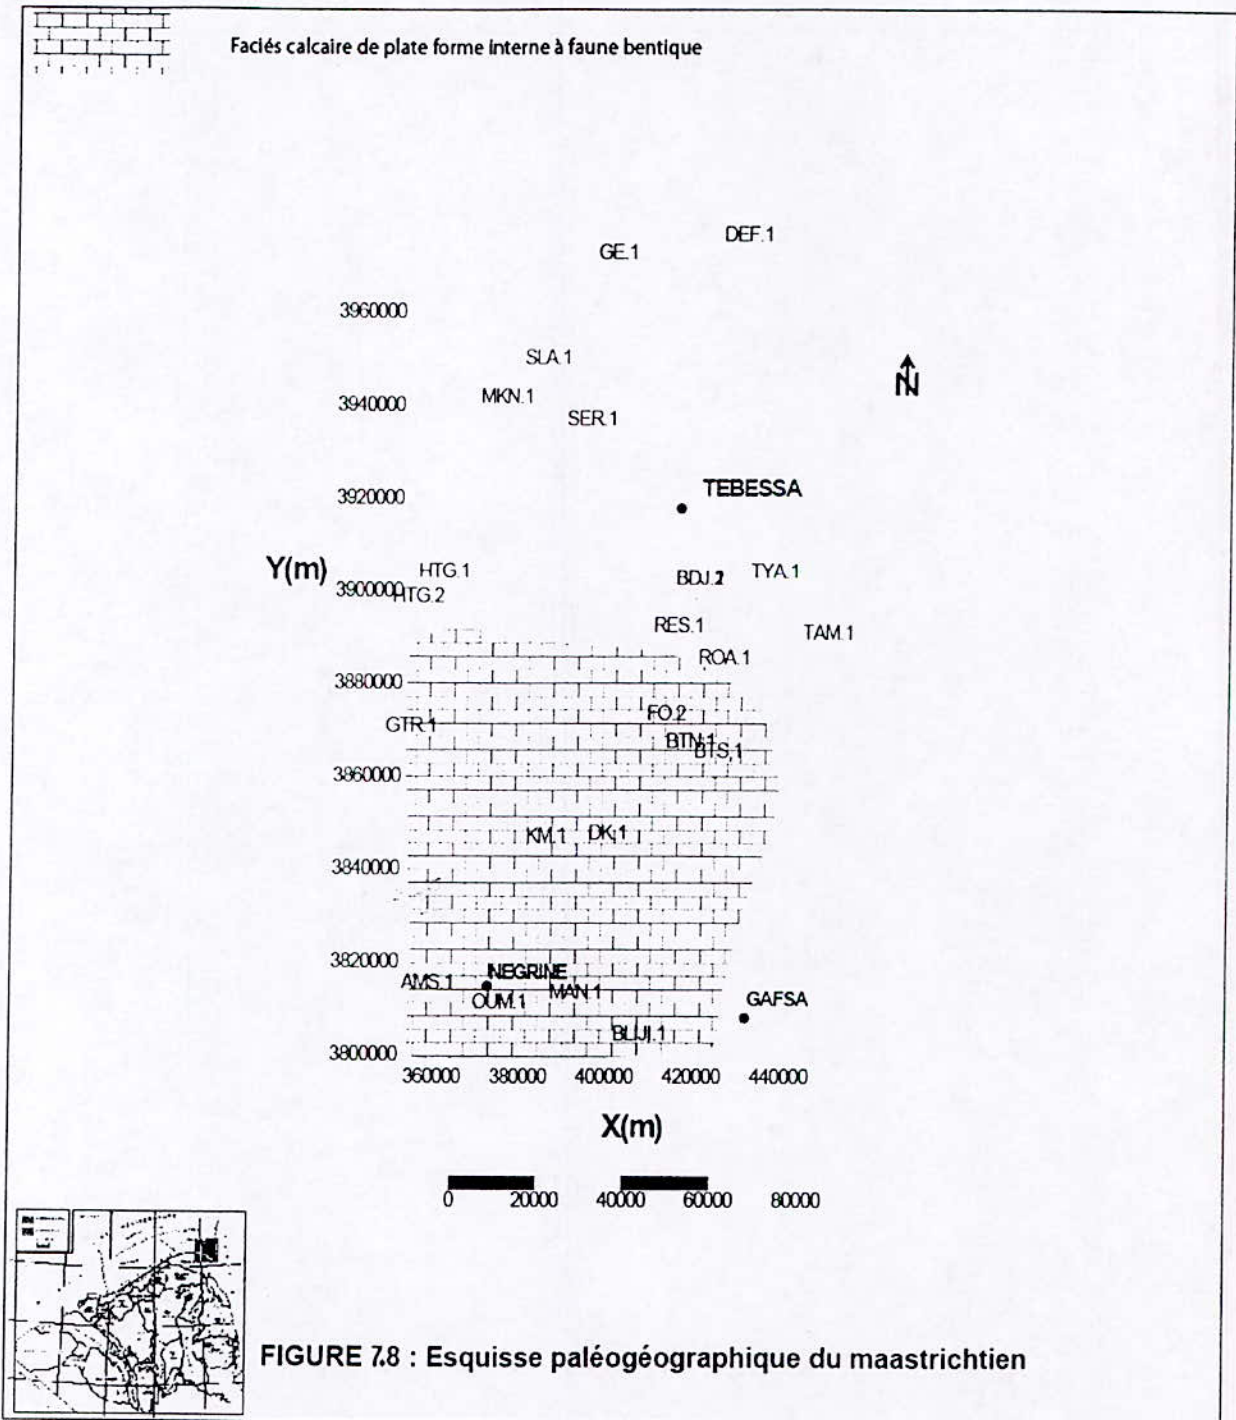 Faciés calcaire de plate forme interne à faune bentique
DEF.1
GE.1
3960000
SLA.1
MKN.1
3940000
SER.1
N
TEBESSA
3920000
Y(m)
HTG.1
BDJ.2
TYA.1
3900000
HTG.2
RES.1
TAM.1
ROA.1
3880000
FO.2
GTR.1
BTN.1
BTS.1
3860000
KM.1
DK.1
3840000
3820000
NEGRINE
AMS.1
MAN.1
OUM.1
GAFSA
BLIJI.1
3800000
360000 380000 400000 420000 440000
X(m)
0 20000 40000 60000 80000
FIGURE 7.8 : Esquisse paléogéographique du maastrichtien